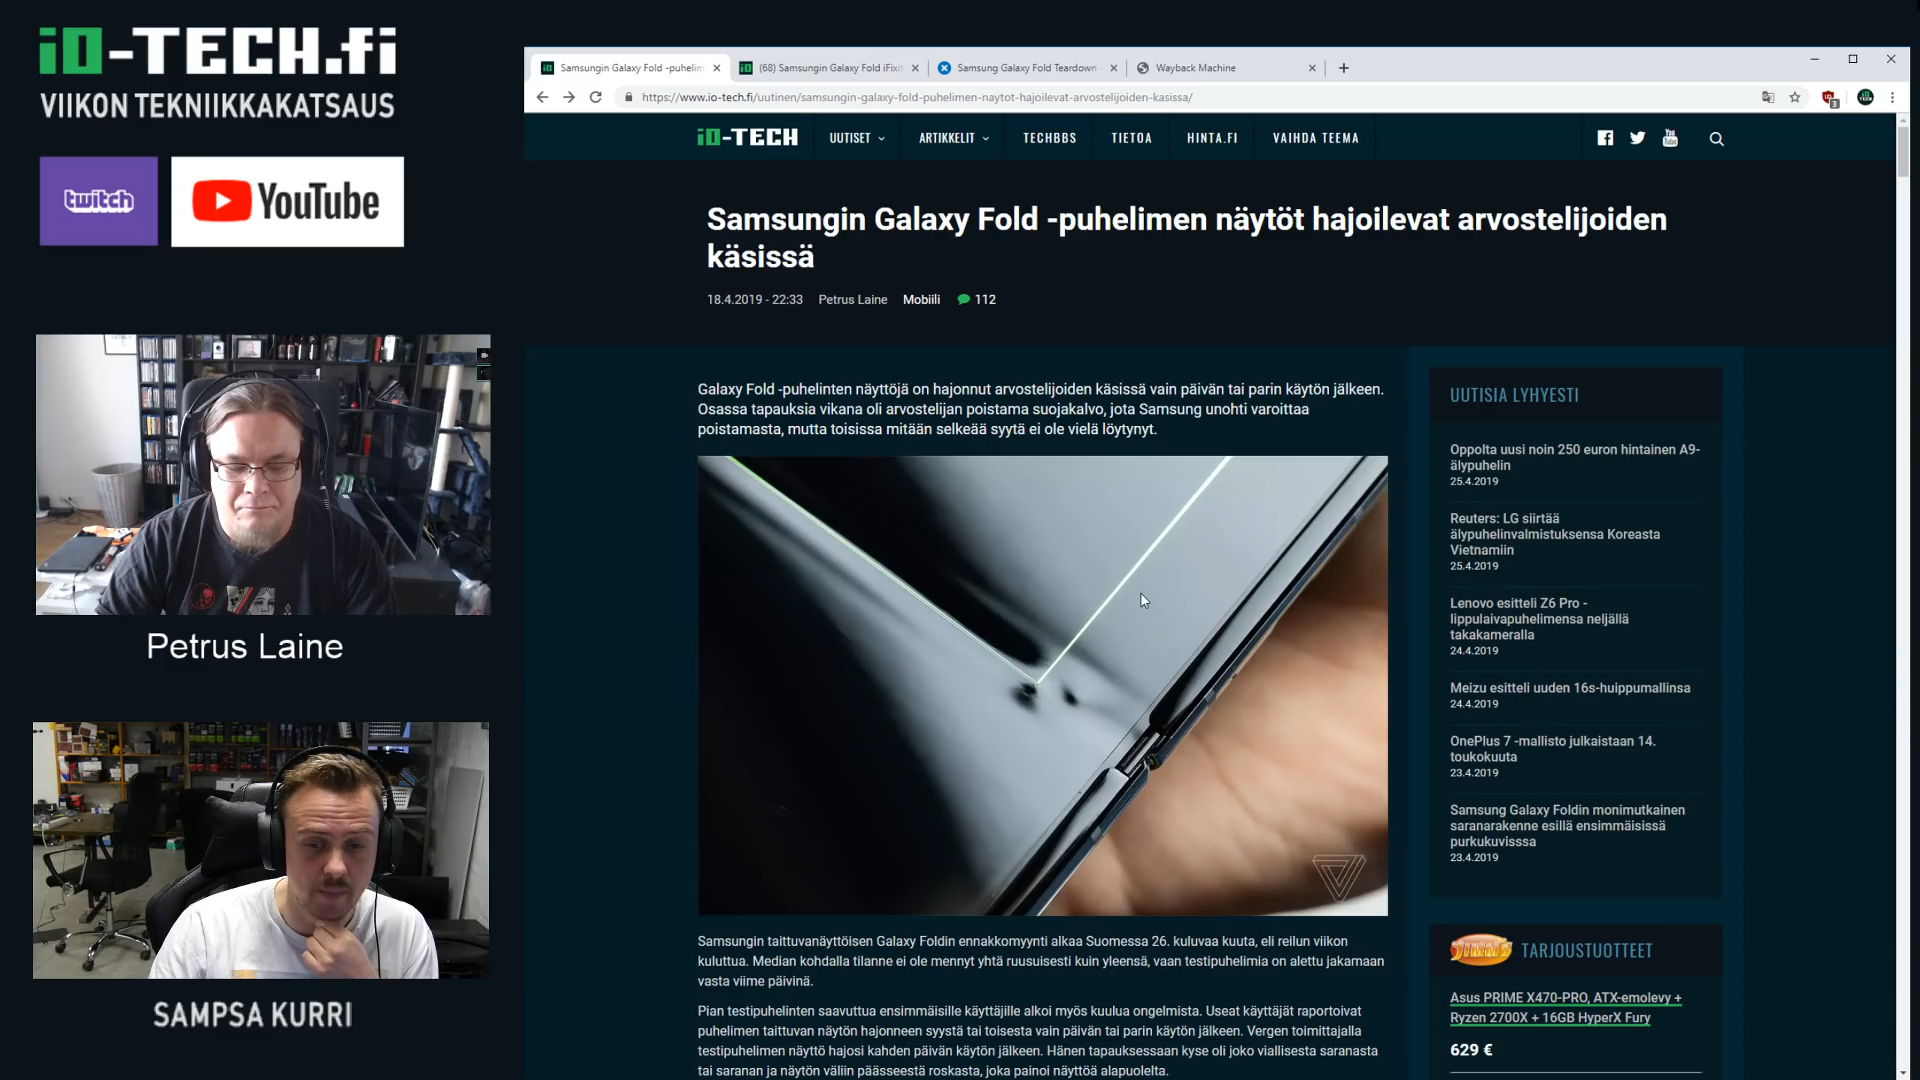 iO-TECH.fi
VIIKON TEKNIIKKAKATSAUS
twitch
YouTube
Petrus Laine
SAMPSA KURRI
Samsungin Galaxy Fold -puhelim
(68) Samsungin Galaxy Fold iFixit
Samsung Galaxy Fold Teardown
Wayback Machine
https://www.io-tech.fi/uutinen/samsungin-galaxy-fold-puhelimen-naytot-hajoilevat-arvostelijoiden-kasissa/
3
iO-TECH
UUTISET
ARTIKKELIT
TECHBBS
TIETOA
HINTA.FI
VAIHDA TEEMA
Samsungin Galaxy Fold -puhelimen näytöt hajoilevat arvostelijoiden
käsissä
18.4.2019 - 22:33 Petrus Laine Mobiili 112
Galaxy Fold -puhelinten näyttöjä on hajonnut arvostelijoiden käsissä vain päivän tai parin käytön jälkeen.
Osassa tapauksia vikana oli arvostelijan poistama suojakalvo, jota Samsung unohti varoittaa
poistamasta, mutta toisissa mitään selkeää syytä ei ole vielä löytynyt.
Samsungin taittuvanäyttöisen Galaxy Foldin ennakkomyynti alkaa Suomessa 26. kuluvaa kuuta, eli reilun viikon
kuluttua. Median kohdalla tilanne ei ole mennyt yhtä ruusuisesti kuin yleensä, vaan testipuhelimia on alettu jakamaan
vasta viime päivinä.
Pian testipuhelinten saavuttua ensimmäisille käyttäjille alkoi myös kuulua ongelmista. Useat käyttäjät raportoivat
puhelimen taittuvan näytön hajonneen syystä tai toisesta vain päivän tai parin käytön jälkeen. Vergen toimittajalla
testipuhelimen näyttö hajosi kahden päivän käytön jälkeen. Hänen tapauksessaan kyse oli joko viallisesta saranasta
tai saranan ja näytön väliin päässeestä roskasta, joka painoi näyttöä alapuolelta.
UUTISIA LYHYESTI
Oppolta uusi noin 250 euron hintainen A9-
älypuhelin
25.4.2019
Reuters: LG siirtää
älypuhelinvalmistuksensa Koreasta
Vietnamiin
25.4.2019
Lenovo esitteli Z6 Pro -
lippulaivapuhelimensa neljällä
takakameralla
24.4.2019
Meizu esitteli uuden 16s-huippumallinsa
24.4.2019
OnePlus 7 -mallisto julkaistaan 14.
toukokuuta
23.4.2019
Samsung Galaxy Foldin monimutkainen
saranarakenne esillä ensimmäisissä
purkukuvisssa
23.4.2019
TARJOUSTUOTTEET
Asus PRIME X470-PRO, ATX-emolevy +
Ryzen 2700X + 16GB HyperX Fury
629 €